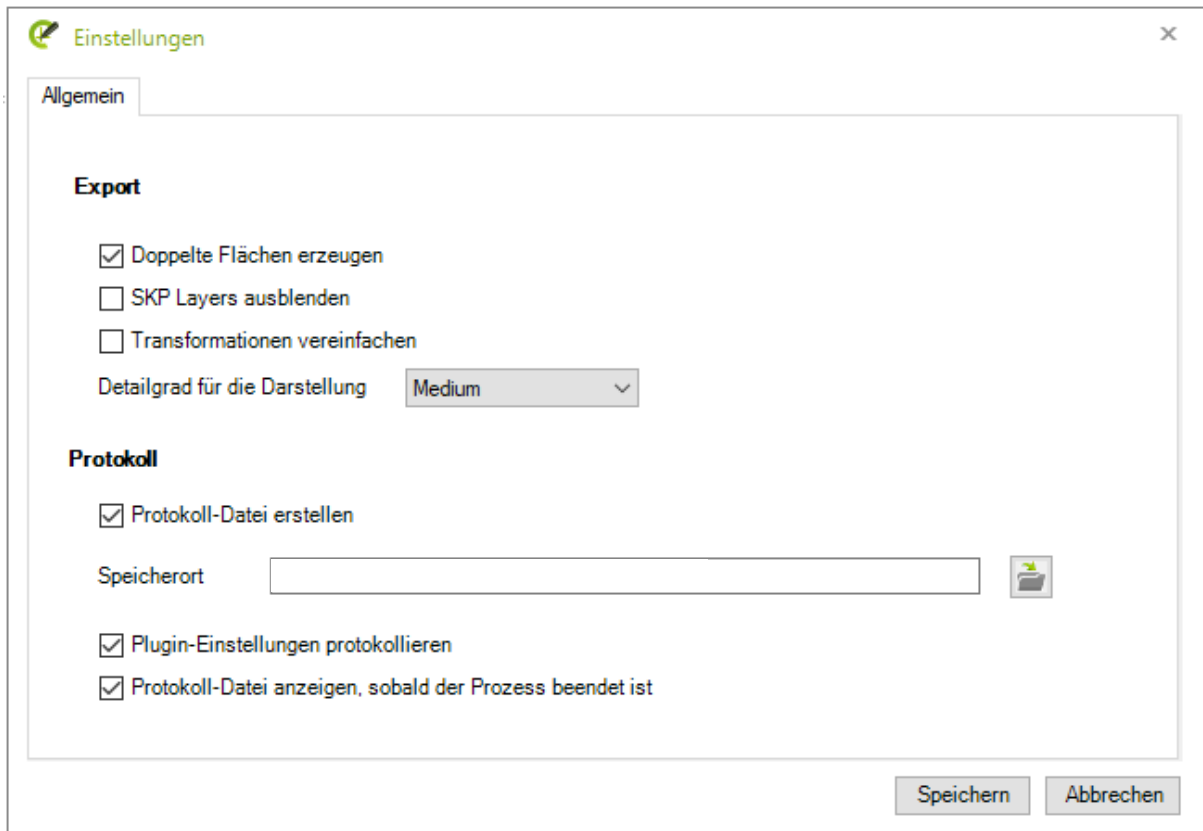 Einstellungen
Allgemein
Export
Doppelte Flächen erzeugen
SKP Layers ausblenden
Transformationen vereinfachen
Detailgrad für die Darstellung Medium
Protokoll
Protokoll-Datei erstellen
Speicherort
Plugin-Einstellungen protokollieren
Protokoll-Datei anzeigen, sobald der Prozess beendet ist
Speichern Abbrechen